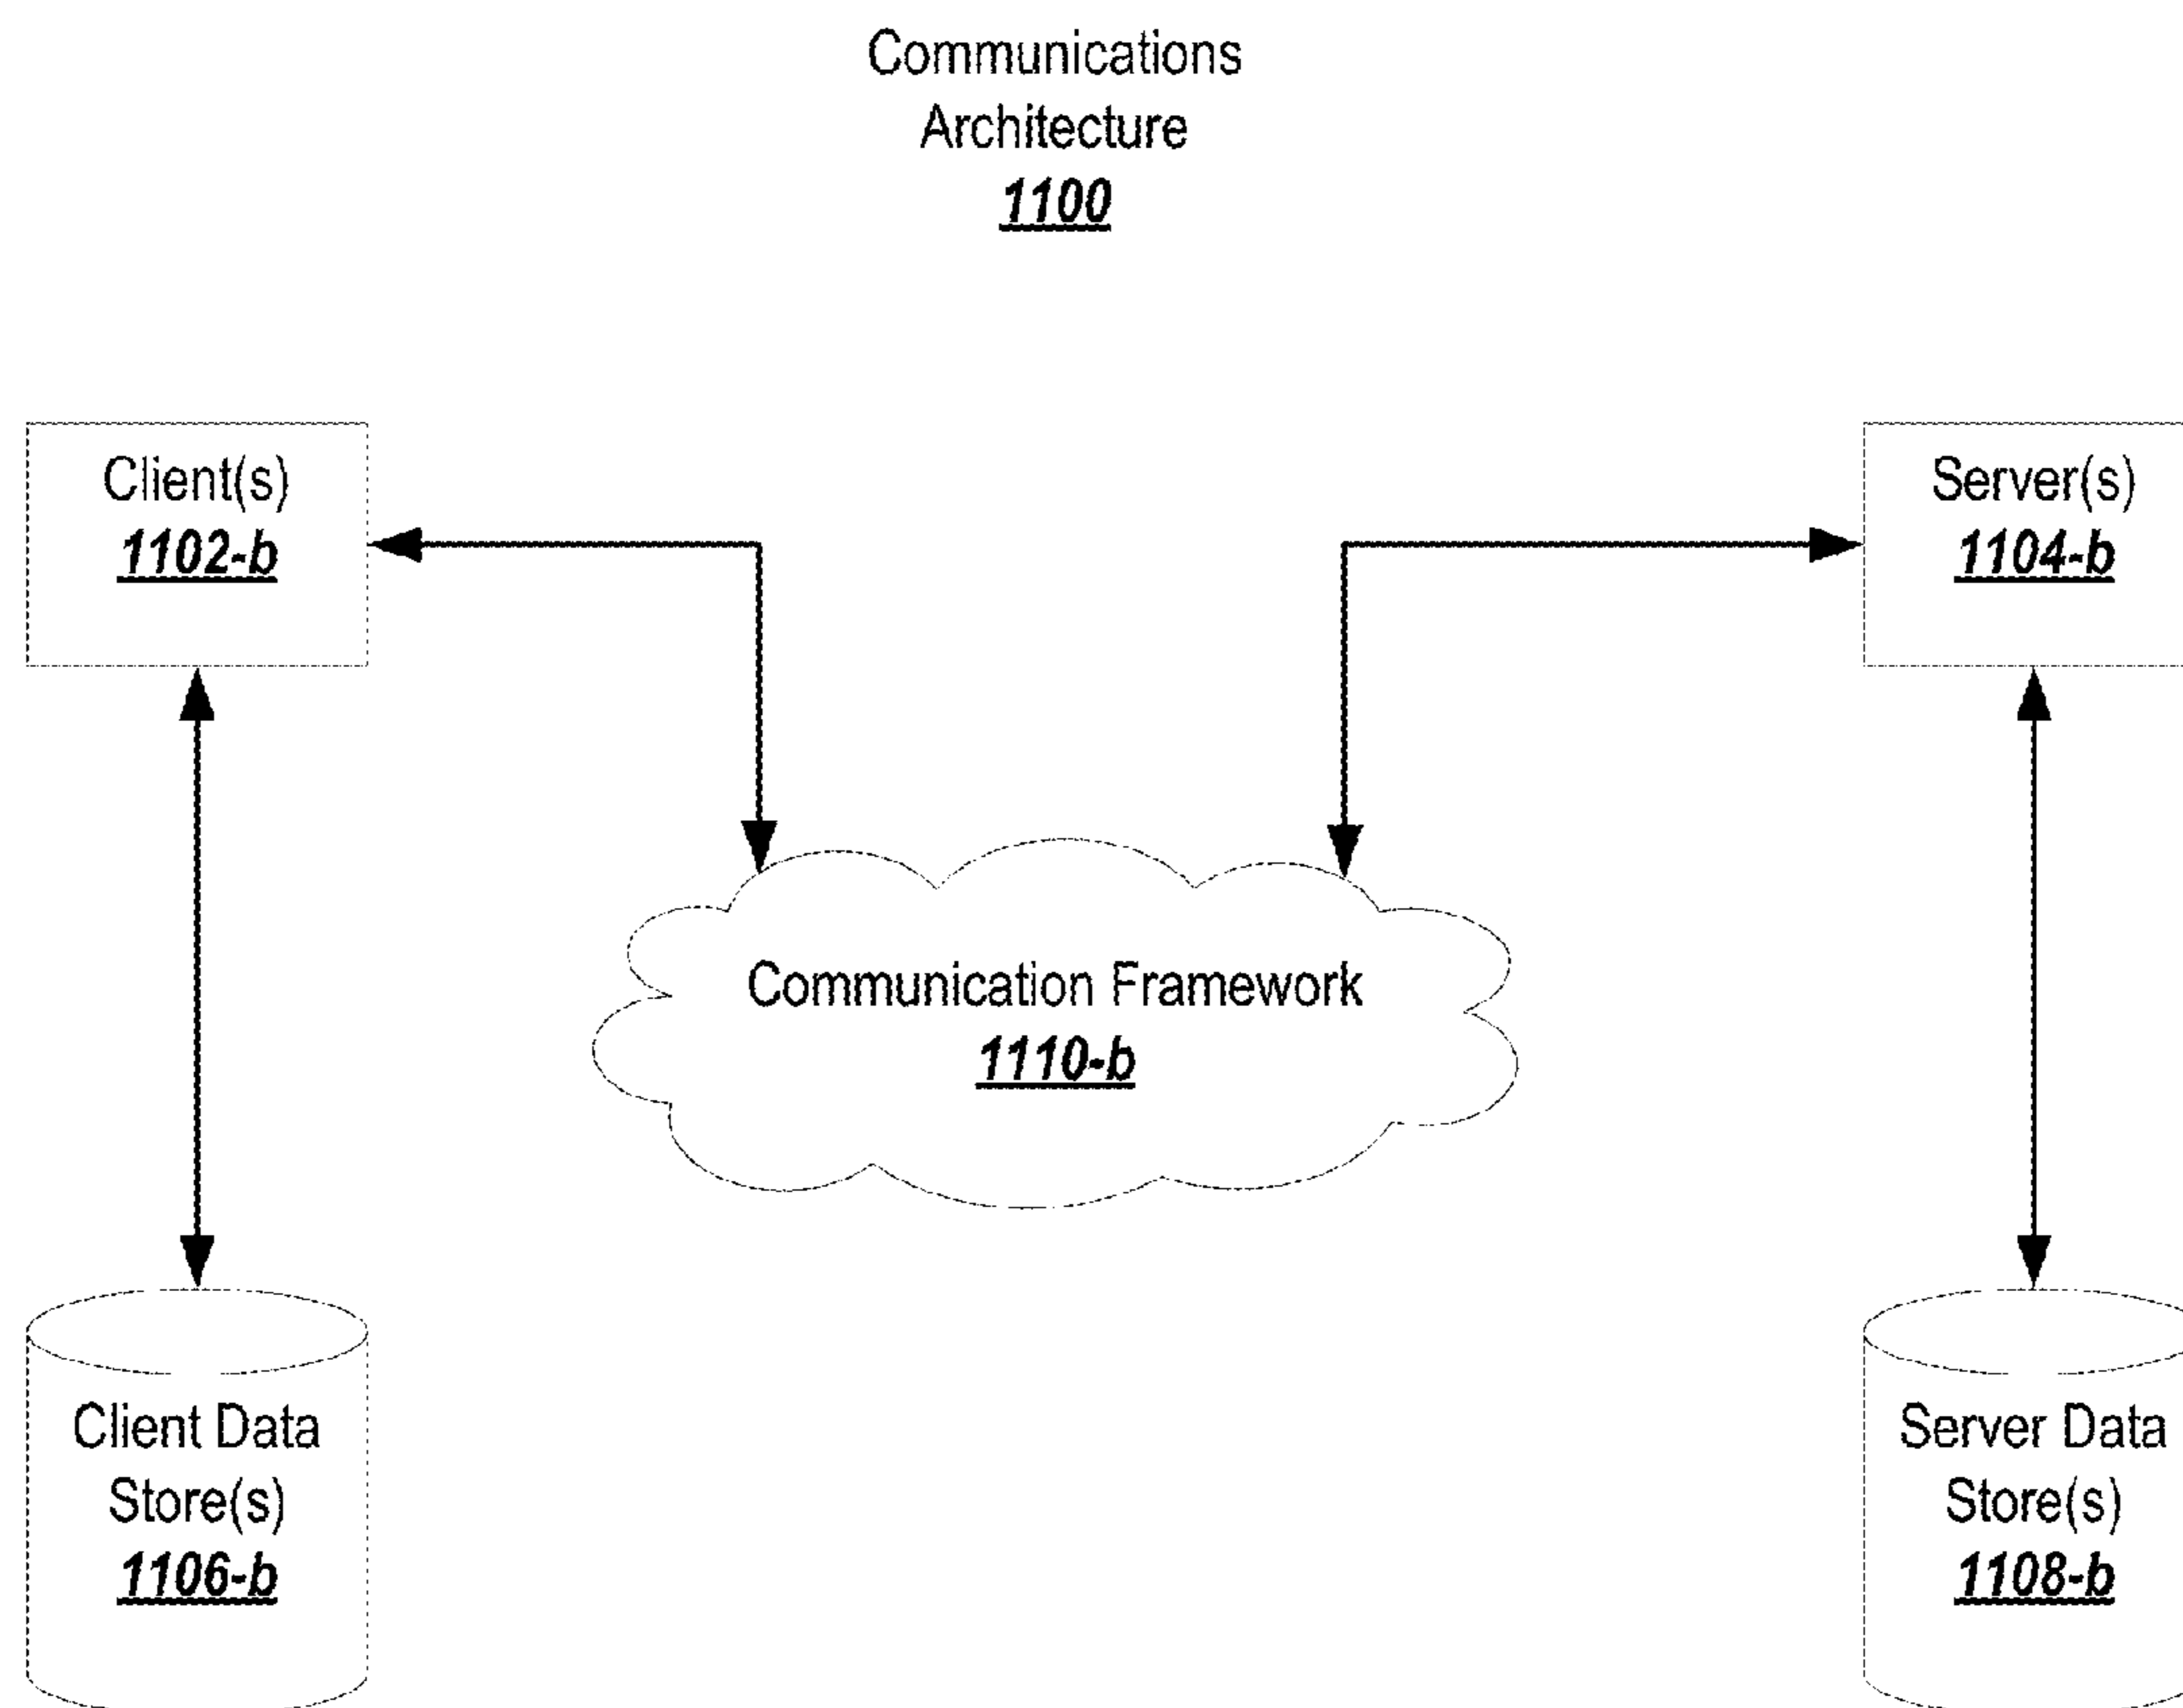 Communications
Architecture
1100
Client(s)
1102-b
Server(s)
1104-b
Communication Framework
1110-b
Client Data
Store(s)
1106-b
Server Data
Store(s)
1108-b